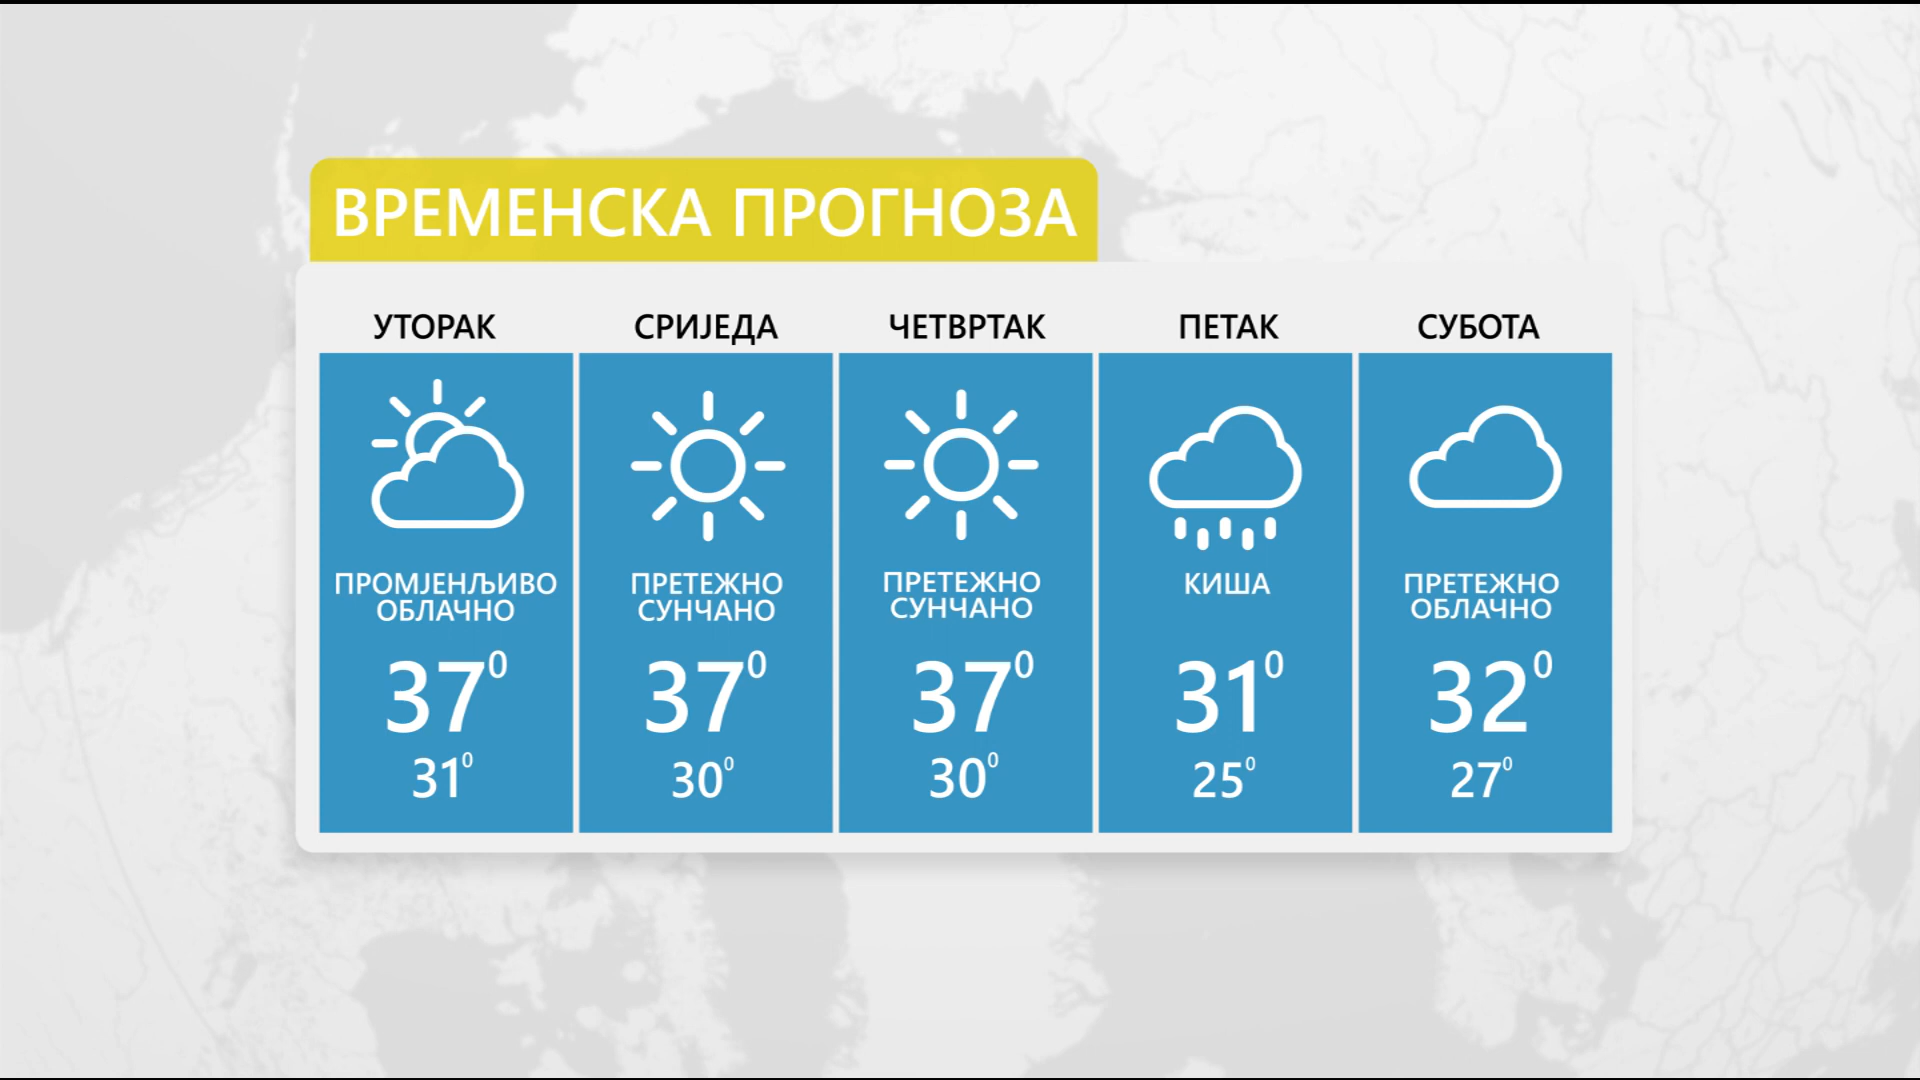 ВРЕМЕНСКА ПРОГНОЗА
УТОРАК СРИЈЕДА ЧЕТВРТАК ПЕТАК СУБОТА
ПРОМЈЕНЉИВО ПРЕТЕЖНО ПРЕТЕЖНО КИША ПРЕТЕЖНО
ОБЛАЧНО СУНЧАНО СУНЧАНО ОБЛАЧНО
37⁰ 37⁰ 37⁰ 31⁰ 32⁰
31⁰ 30⁰ 30⁰ 25⁰ 27⁰